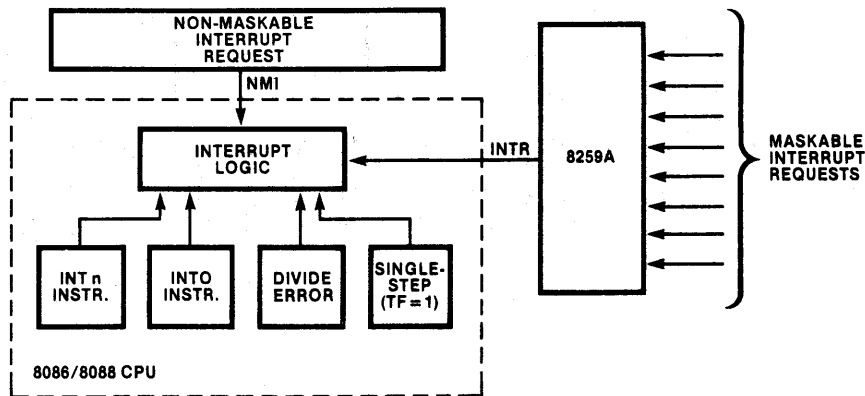 NON-MASKABLE
INTERRUPT
REQUEST
NMI
INTERRUPT
LOGIC
INTR
8259A
MASKABLE
INTERRUPT
REQUESTS
INT n
INSTR.
INTO
INSTR.
DIVIDE
ERROR
SINGLE-
STEP
(TF=1)
8086/8088 CPU